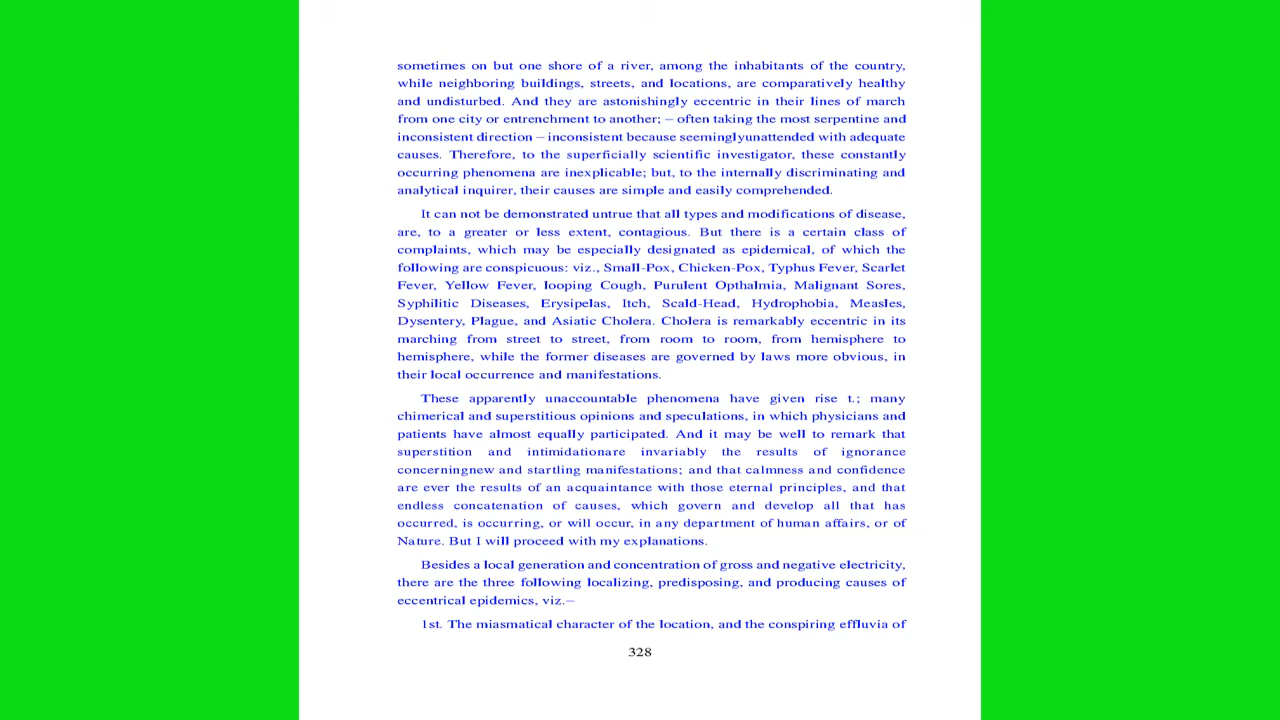 sometimes on but one shore of a river, among the inhabitants of the country,
while neighboring buildings, streets, and locations, are comparatively healthy
and undisturbed. And they are astonishingly eccentric in their lines of march
from one city or entrenchment to another; – often taking the most serpentine and
inconsistent direction – inconsistent because seeminglyunattended with adequate
causes. Therefore, to the superficially scientific investigator, these constantly
occurring phenomena are inexplicable; but, to the internally discriminating and
analytical inquirer, their causes are simple and easily comprehended.
It can not be demonstrated untrue that all types and modifications of disease,
are, to a greater or less extent, contagious. But there is a certain class of
complaints, which may be especially designated as epidemical, of which the
following are conspicuous: viz., Small-Pox, Chicken-Pox, Typhus Fever, Scarlet
Fever, Yellow Fever, looping Cough, Purulent Opthalmia, Malignant Sores,
Syphilitic Diseases, Erysipelas, Itch, Scald-Head, Hydrophobia, Measles,
Dysentery, Plague, and Asiatic Cholera. Cholera is remarkably eccentric in its
marching from street to street, from room to room, from hemisphere to
hemisphere, while the former diseases are governed by laws more obvious, in
their local occurrence and manifestations.
These apparently unaccountable phenomena have given rise t.; many
chimerical and superstitious opinions and speculations, in which physicians and
patients have almost equally participated. And it may be well to remark that
superstition and intimidationare invariably the results of ignorance
concerningnew and startling manifestations; and that calmness and confidence
are ever the results of an acquaintance with those eternal principles, and that
endless concatenation of causes, which govern and develop all that has
occurred, is occurring, or will occur, in any department of human affairs, or of
Nature. But I will proceed with my explanations.
Besides a local generation and concentration of gross and negative electricity,
there are the three following localizing, predisposing, and producing causes of
eccentrical epidemics, viz.–
1st. The miasmatical character of the location, and the conspiring effluvia of
328